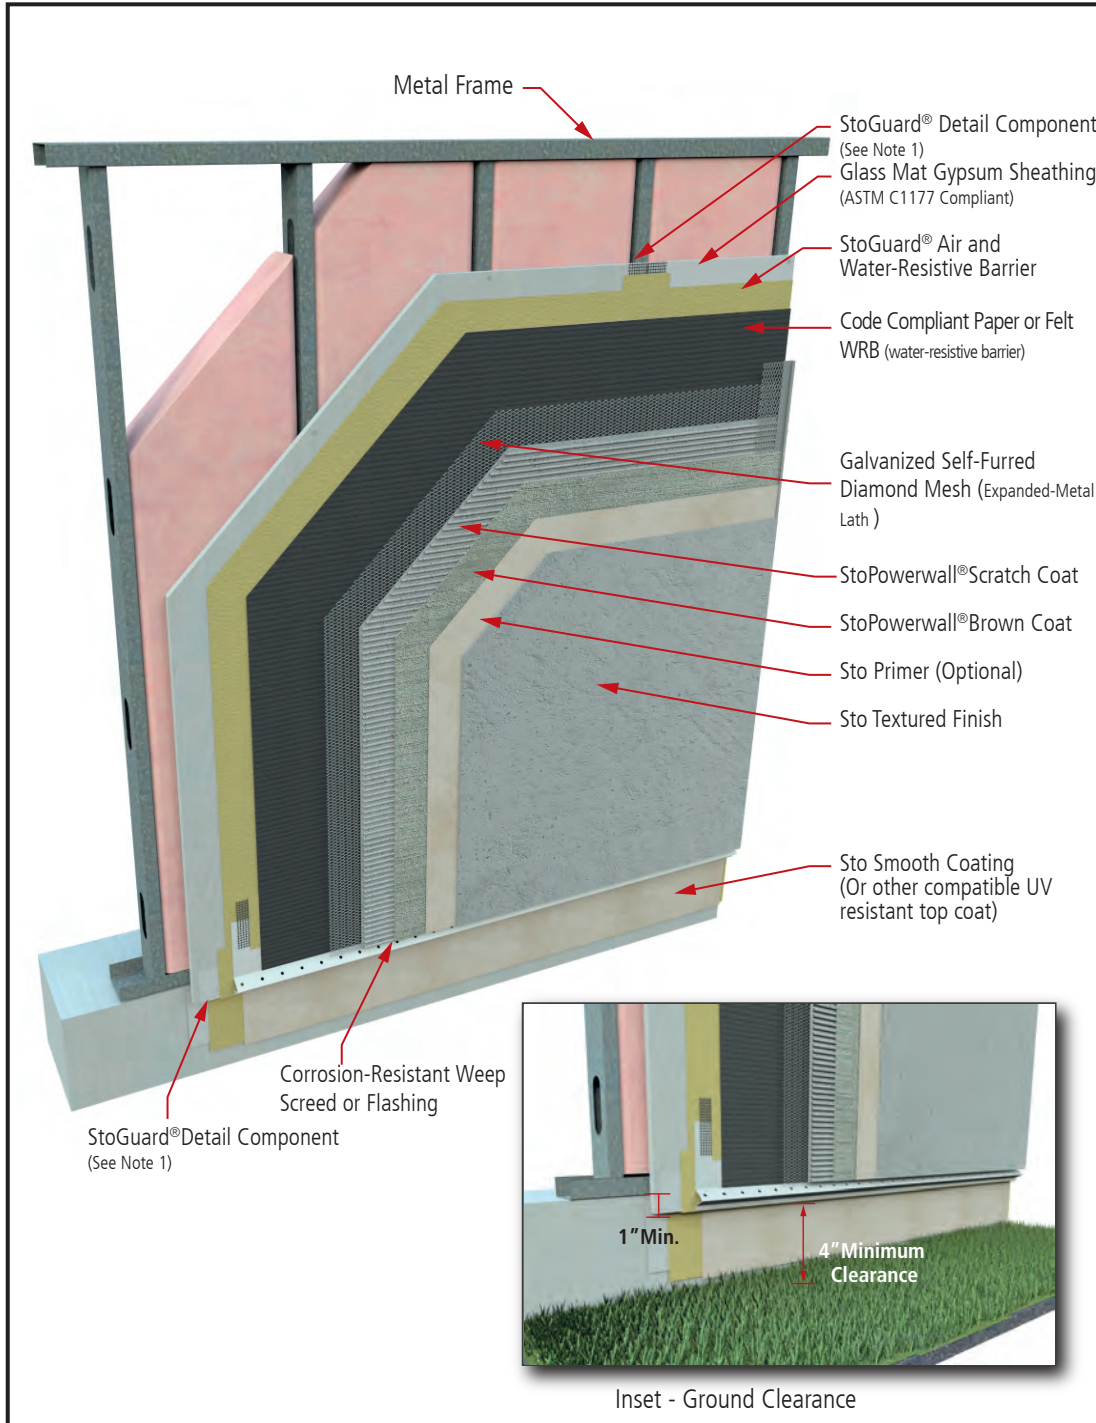 Metal Frame
StoGuard® Detail Component
(See Note 1)
Glass Mat Gypsum Sheathing
(ASTM C1177 Compliant)
StoGuard® Air and
Water-Resistive Barrier
Code Compliant Paper or Felt
WRB (water-resistive barrier)
Galvanized Self-Furred
Diamond Mesh (Expanded-Metal
Lath )
StoPowerwall®Scratch Coat
StoPowerwall®Brown Coat
Sto Primer (Optional)
Sto Textured Finish
Sto Smooth Coating
(Or other compatible UV
resistant top coat)
Corrosion-Resistant Weep
Screed or Flashing
StoGuard®Detail Component
(See Note 1)
1”Min.
4”Minimum
Clearance
Inset - Ground Clearance